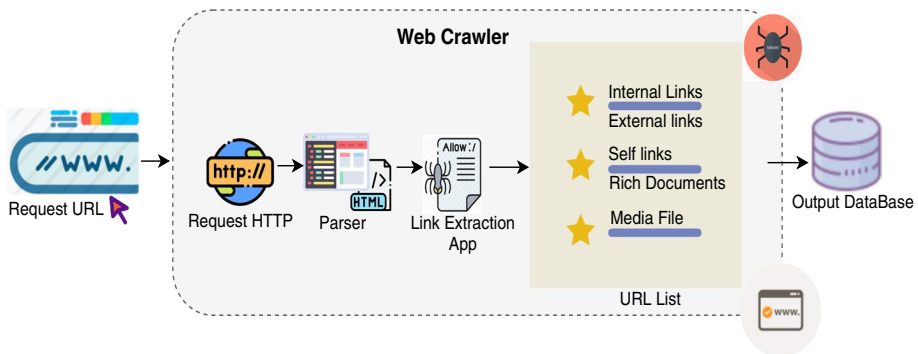 Web Crawler
www
//www.
Request URL
http://
Request HTTP
</>
HTML
Parser
Allow:/
Link Extraction
App
Internal Links
External links
Self links
Rich Documents
Media File
URL List
www.
Output DataBase